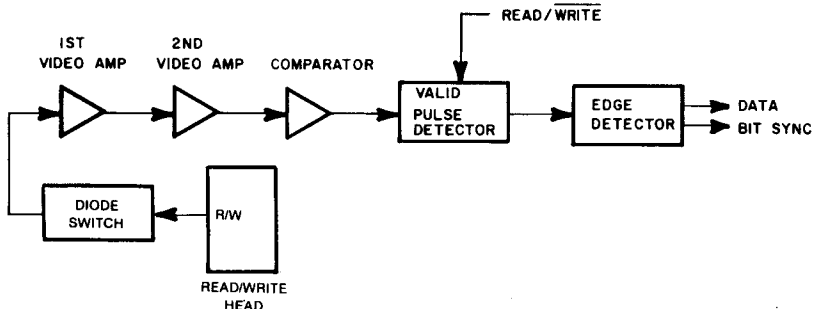 READ/WRITE
1ST
VIDEO AMP
2ND
VIDEO AMP
COMPARATOR
VALID
PULSE
DETECTOR
EDGE
DETECTOR
DATA
BIT SYNC
DIODE
SWITCH
R/W
READ/WRITE
HEAD